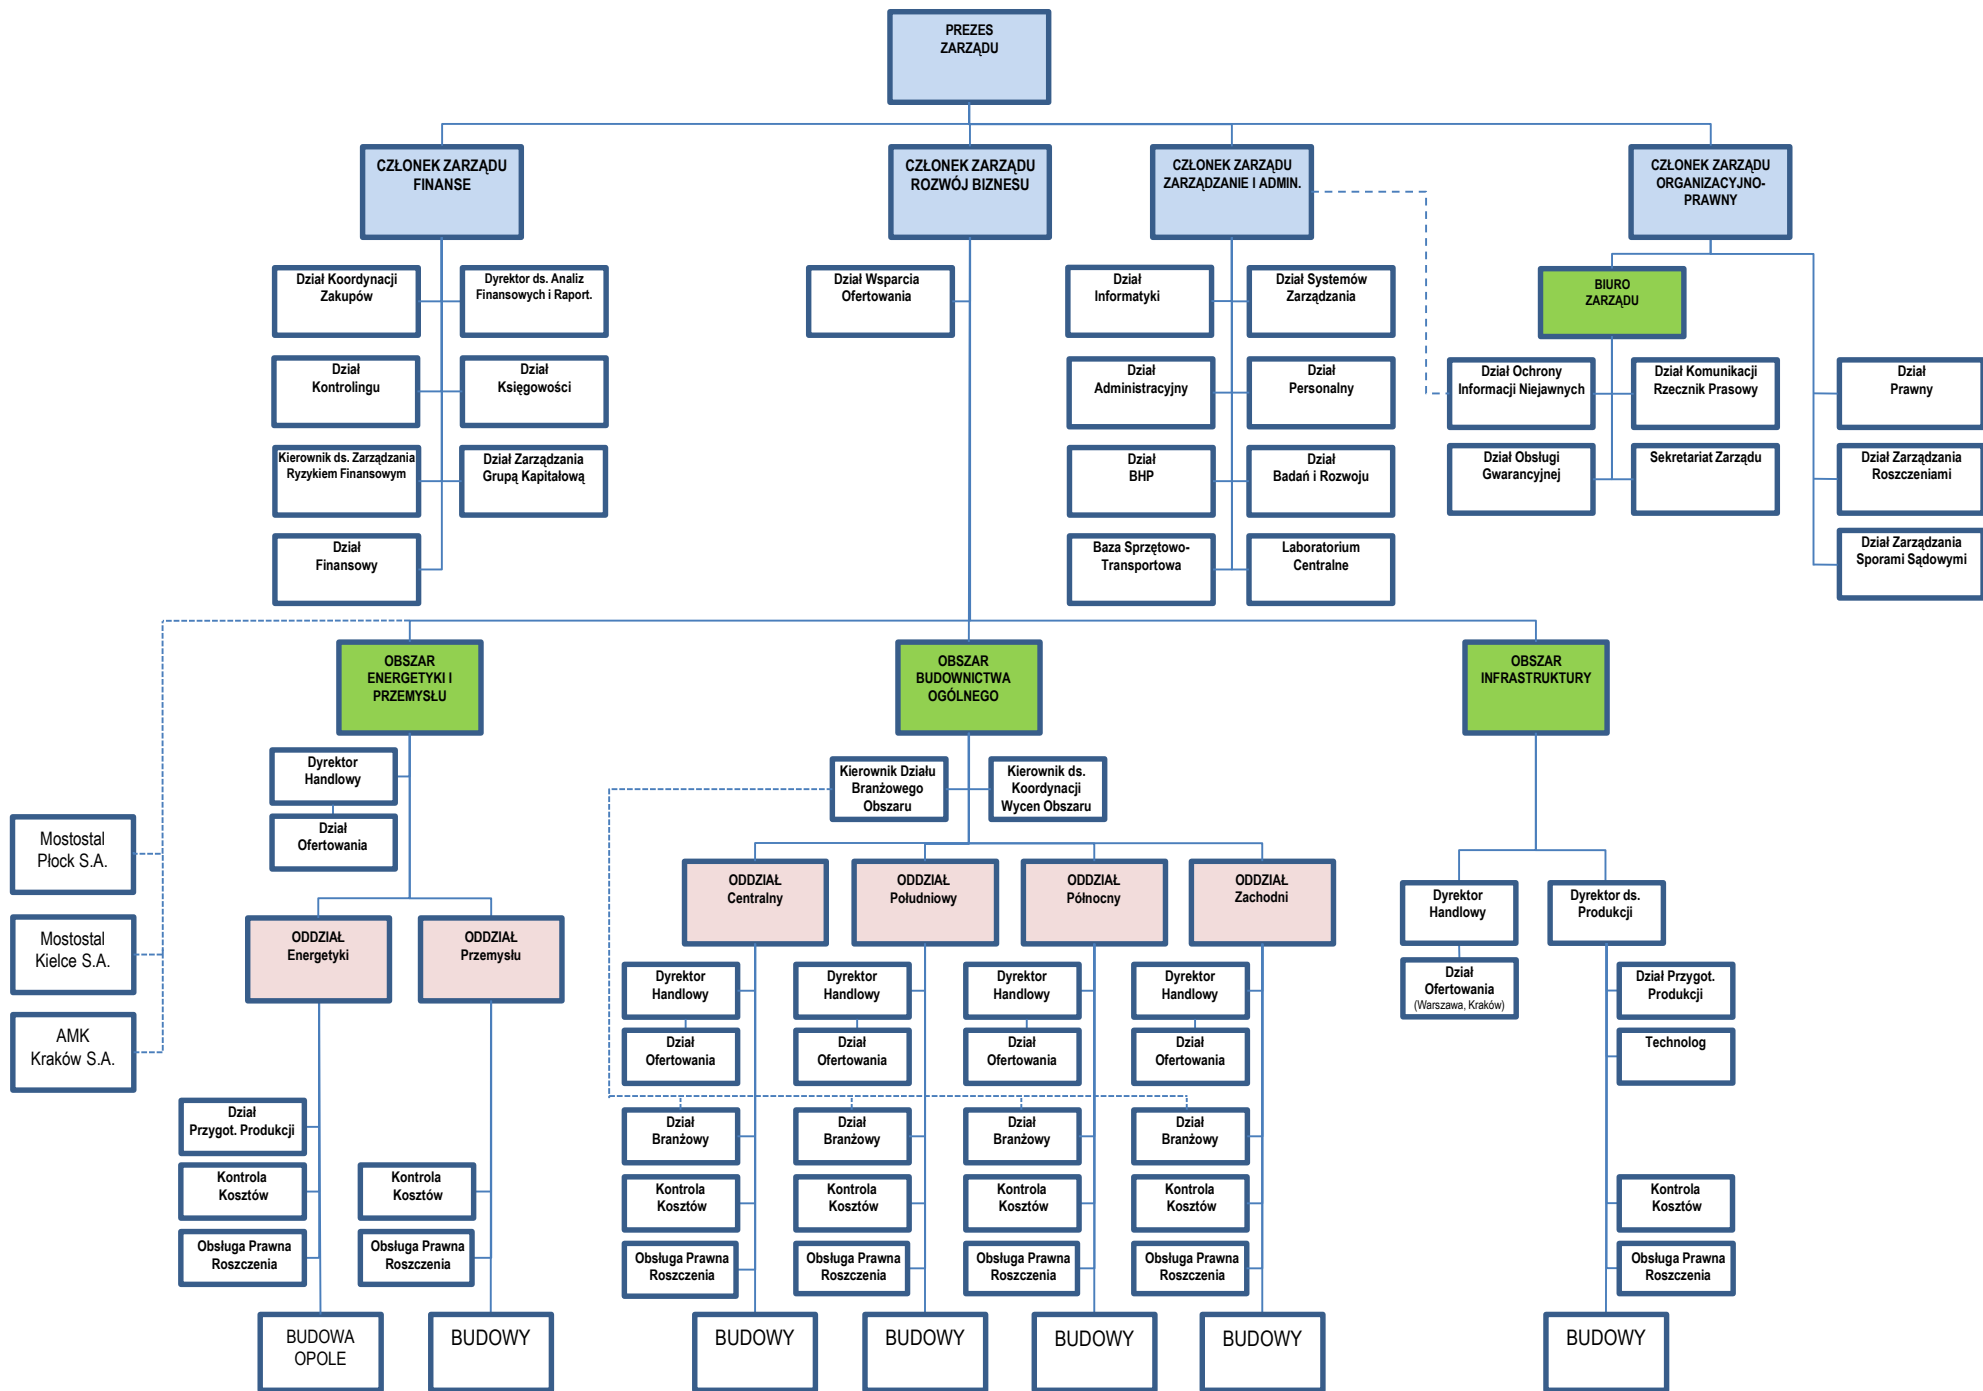 PREZES
ZARZĄDU
CZŁONEK ZARZĄDU
FINANSE
CZŁONEK ZARZĄDU
ROZWÓJ BIZNESU
CZŁONEK ZARZĄDU
ZARZĄDZANIE I ADMIN.
CZŁONEK ZARZĄDU
ORGANIZACYJNO-
PRAWNY
Dział Koordynacji
Zakupów
Dyrektor ds. Analiz
Finansowych i Raport.
Dział Wsparcia
Ofertowania
Dział
Informatyki
Dział Systemów
Zarządzania
BIURO
ZARZĄDU
Dział
Kontrolingu
Dział
Księgowości
Dział
Administracyjny
Dział
Personalny
Dział Ochrony
Informacji Niejawnych
Dział Komunikacji
Rzecznik Prasowy
Dział
Prawny
Kierownik ds. Zarządzania
Ryzykiem Finansowym
Dział Zarządzania
Grupą Kapitałową
Dział
BHP
Dział
Badań i Rozwoju
Dział Obsługi
Gwarancyjnej
Sekretariat Zarządu
Dział Zarządzania
Roszczeniami
Dział
Finansowy
Baza Sprzętowo-
Transportowa
Laboratorium
Centralne
Dział Zarządzania
Sporami Sądowymi
OBSZAR
ENERGETYKI I
PRZEMYSŁU
OBSZAR
BUDOWNICTWA
OGÓLNEGO
OBSZAR
INFRASTRUKTURY
Dyrektor
Handlowy
Dział
Ofertowania
Kierownik Działu
Branżowego
Obszaru
Kierownik ds.
Koordynacji
Wycen Obszaru
Mostostal
Płock S.A.
Mostostal
Kielce S.A.
AMK
Kraków S.A.
ODDZIAŁ
Energetyki
ODDZIAŁ
Przemysłu
ODDZIAŁ
Centralny
ODDZIAŁ
Południowy
ODDZIAŁ
Północny
ODDZIAŁ
Zachodni
Dyrektor
Handlowy
Dyrektor ds.
Produkcji
Dyrektor
Handlowy
Dyrektor
Handlowy
Dyrektor
Handlowy
Dyrektor
Handlowy
Dział
Ofertowania
(Warszawa, Kraków)
Dział Przygot.
Produkcji
Dział
Ofertowania
Dział
Ofertowania
Dział
Ofertowania
Dział
Ofertowania
Technolog
Dział
Przygot. Produkcji
Dział
Branżowy
Dział
Branżowy
Dział
Branżowy
Dział
Branżowy
Kontrola
Kosztów
Kontrola
Kosztów
Kontrola
Kosztów
Kontrola
Kosztów
Kontrola
Kosztów
Kontrola
Kosztów
Kontrola
Kosztów
Obsługa Prawna
Roszczenia
Obsługa Prawna
Roszczenia
Obsługa Prawna
Roszczenia
Obsługa Prawna
Roszczenia
Obsługa Prawna
Roszczenia
Obsługa Prawna
Roszczenia
Obsługa Prawna
Roszczenia
BUDOWA
OPOLE
BUDOWY
BUDOWY
BUDOWY
BUDOWY
BUDOWY
BUDOWY